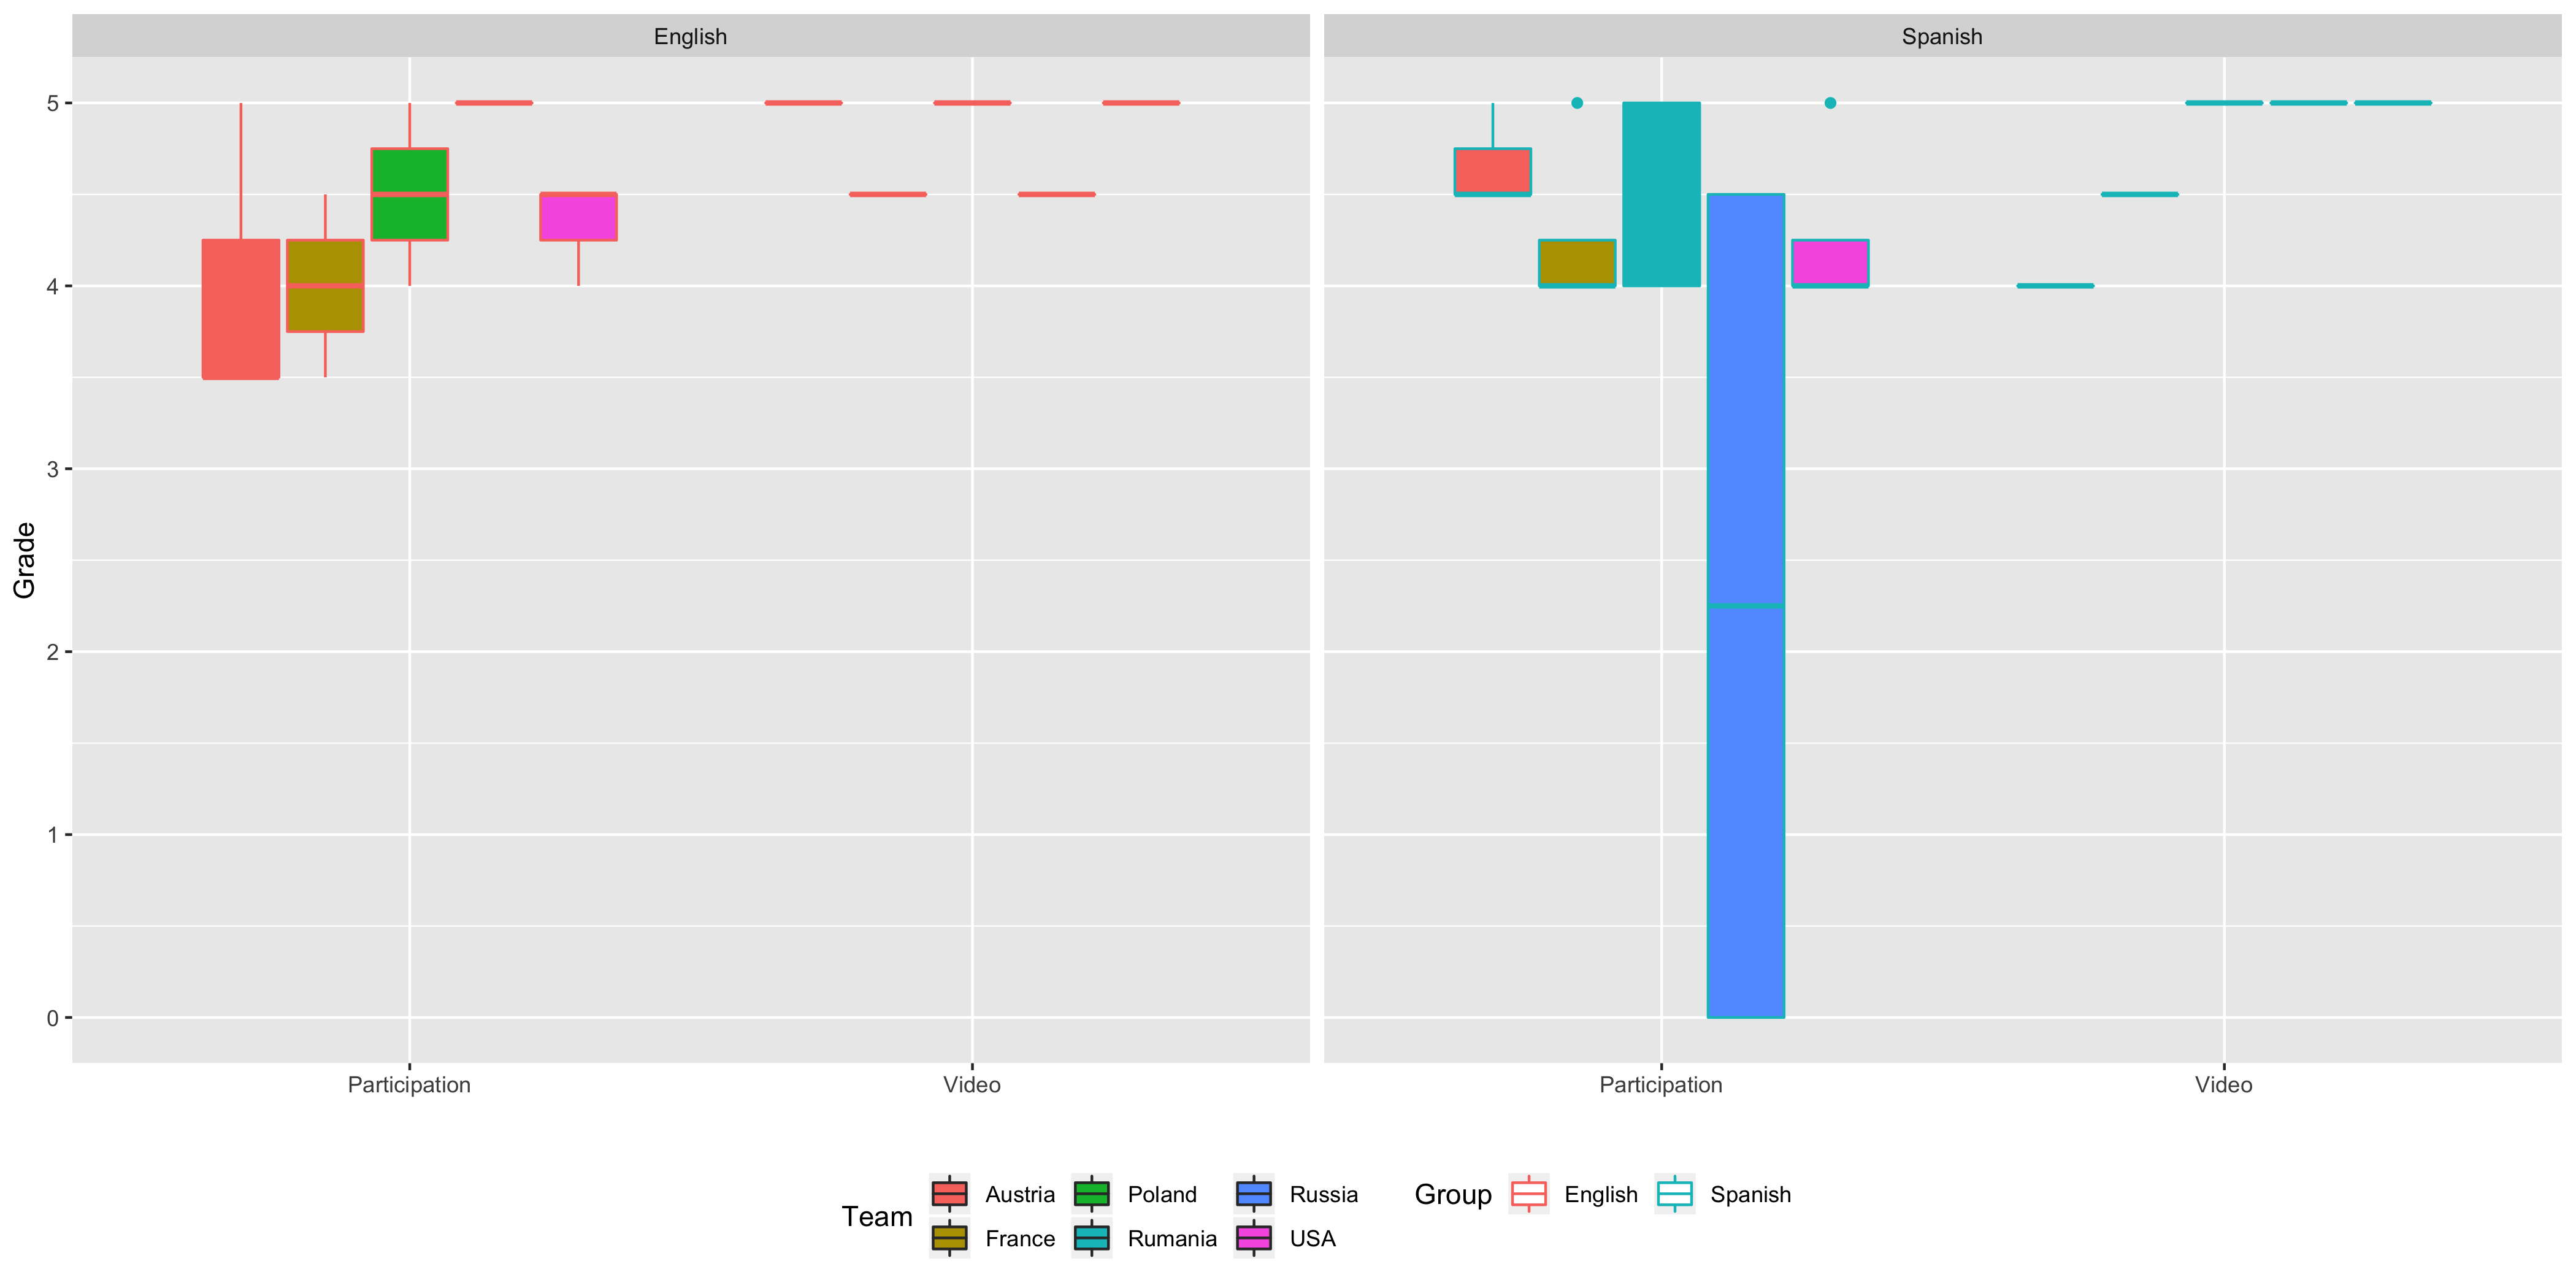 English
Spanish
5
4
3
2
1
0
Grade
Participation
Video
Participation
Video
Team
Austria
Poland
Russia
France
Rumania
USA
Group
English
Spanish